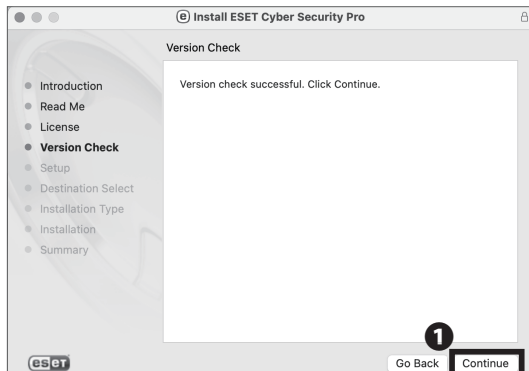 Install ESET Cyber Security Pro
Version Check
Version check successful. Click Continue.
Introduction
Read Me
License
Version Check
Setup
Destination Select
Installation Type
Installation
Summary
1
eset
Go Back
Continue